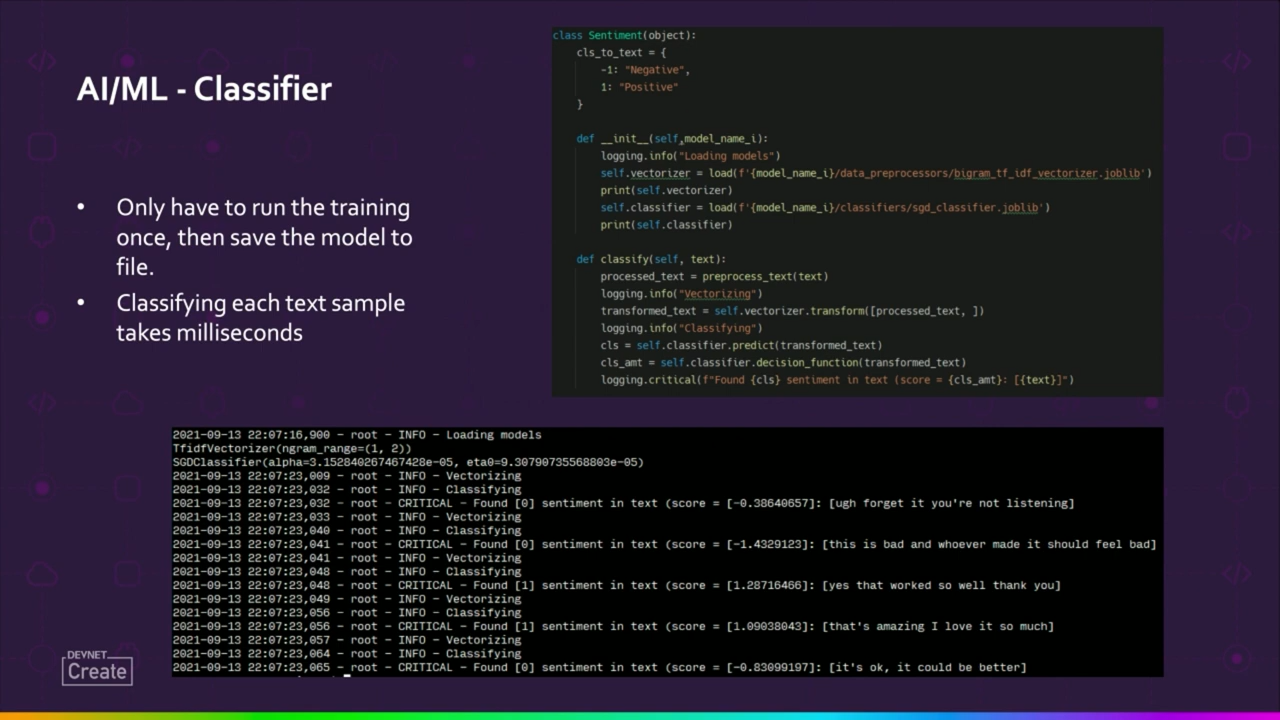 AI/ML - Classifier
• Only have to run the training
once, then save the model to
file.
• Classifying each text sample
takes milliseconds
class Sentiment(object):
    cls_to_text = {
        -1: "Negative",
        1: "Positive"
    }
    def __init__(self,model_name_i):
        logging.info("Loading models")
        self.vectorizer = load(f'{model_name_i}/data_preprocessors/bigram_tf_idf_vectorizer.joblib')
        print(self.vectorizer)
        self.classifier = load(f'{model_name_i}/classifiers/sgd_classifier.joblib')
        print(self.classifier)
    def classify(self, text):
        processed_text = preprocess_text(text)
        logging.info("Vectorizing")
        transformed_text = self.vectorizer.transform([processed_text, ])
        logging.info("Classifying")
        cls = self.classifier.predict(transformed_text)
        cls_amt = self.classifier.decision_function(transformed_text)
        logging.critical(f"Found {cls} sentiment in text (score = {cls_amt}: [{text}]")
2021-09-13 22:07:16,900 - root - INFO - Loading models
TfidfVectorizer(ngram_range=(1, 2))
SGDClassifier(alpha=3.152840267467428e-05, eta0=9.30790735568803e-05)
2021-09-13 22:07:23,009 - root - INFO - Vectorizing
2021-09-13 22:07:23,032 - root - INFO - Classifying
2021-09-13 22:07:23,032 - root - CRITICAL - Found [0] sentiment in text (score = [-0.38640657]: [ugh forget it you're not listening]
2021-09-13 22:07:23,033 - root - INFO - Vectorizing
2021-09-13 22:07:23,040 - root - INFO - Classifying
2021-09-13 22:07:23,041 - root - CRITICAL - Found [0] sentiment in text (score = [-1.4329123]: [this is bad and whoever made it should feel bad]
2021-09-13 22:07:23,041 - root - INFO - Vectorizing
2021-09-13 22:07:23,048 - root - INFO - Classifying
2021-09-13 22:07:23,048 - root - CRITICAL - Found [1] sentiment in text (score = [1.28716466]: [yes that worked so well thank you]
2021-09-13 22:07:23,049 - root - INFO - Vectorizing
2021-09-13 22:07:23,056 - root - INFO - Classifying
2021-09-13 22:07:23,056 - root - CRITICAL - Found [1] sentiment in text (score = [1.09038043]: [that's amazing I love it so much]
2021-09-13 22:07:23,057 - root - INFO - Vectorizing
2021-09-13 22:07:23,064 - root - INFO - Classifying
2021-09-13 22:07:23,065 - root - CRITICAL - Found [0] sentiment in text (score = [-0.83099197]: [it's ok, it could be better]
DEVNET
Create